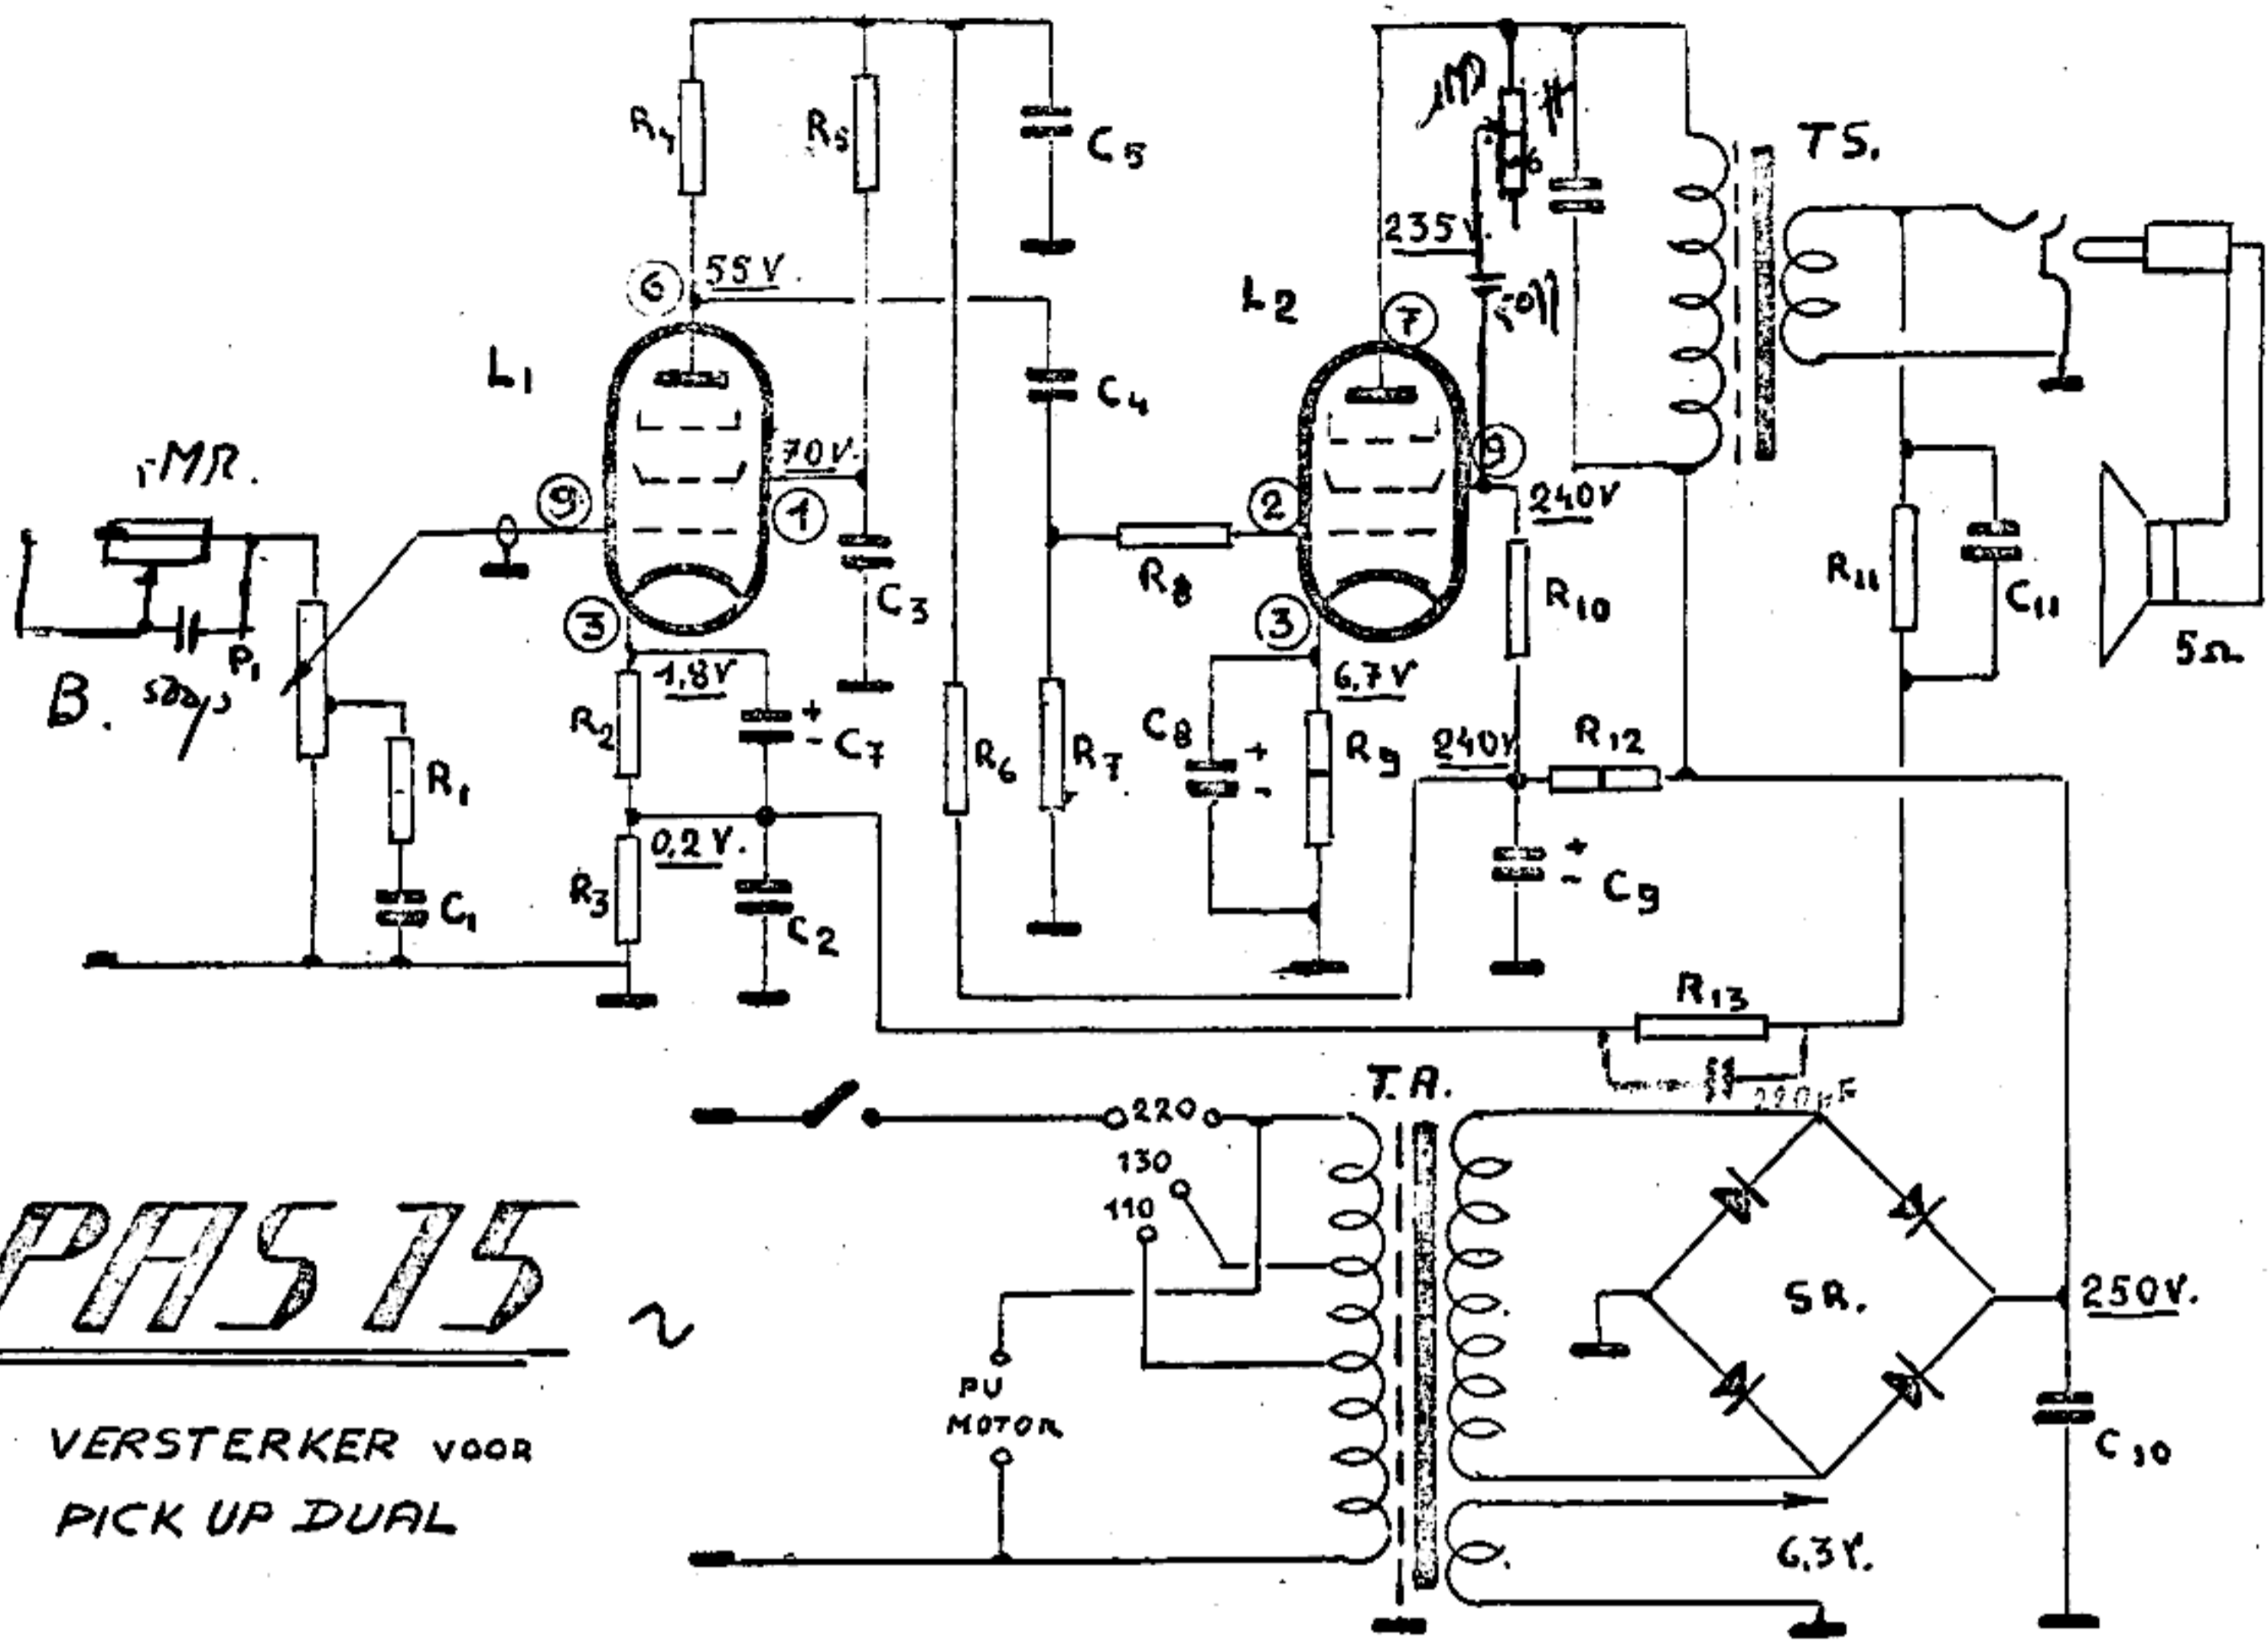 R4
R5
C5
TS.
235V.
6
55V.
L1
L2
7
C4
70V.
9
240V
1MR.
9
1
2
R8
C3
R10
R11
C11
5Ω
3
1,8V
3
6,7V
P1
B.
R2
+
- C7
R6
R7
C8
+
-
R9
240V
R12
R1
0,2V.
+
- C9
C1
R3
C2
R13
T.R.
220
130
110
PAS 15
~
SR.
250V.
PU
MOTOR
C10
VERSTERKER VOOR
PICK UP DUAL
6,3V.